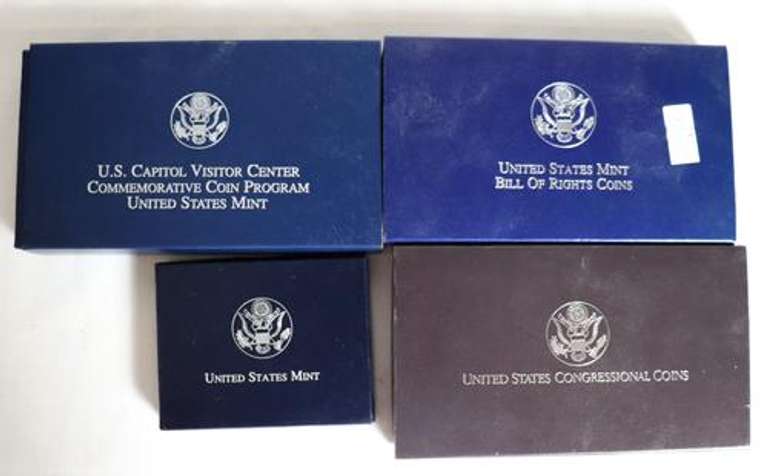 U.S. Capitol Visitor Center
Commemorative Coin Program
United States Mint
United States Mint
Bill Of Rights Coins
United States Mint
United States Congressional Coins